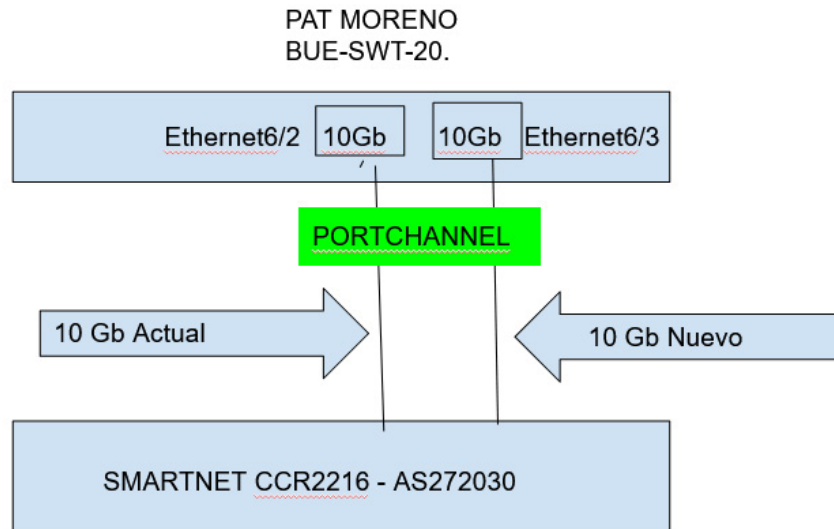 PAT MORENO
BUE-SWT-20.
Ethernet6/2 10Gb 10Gb Ethernet6/3
PORTCHANNEL
10 Gb Actual
10 Gb Nuevo
SMARTNET CCR2216 - AS272030